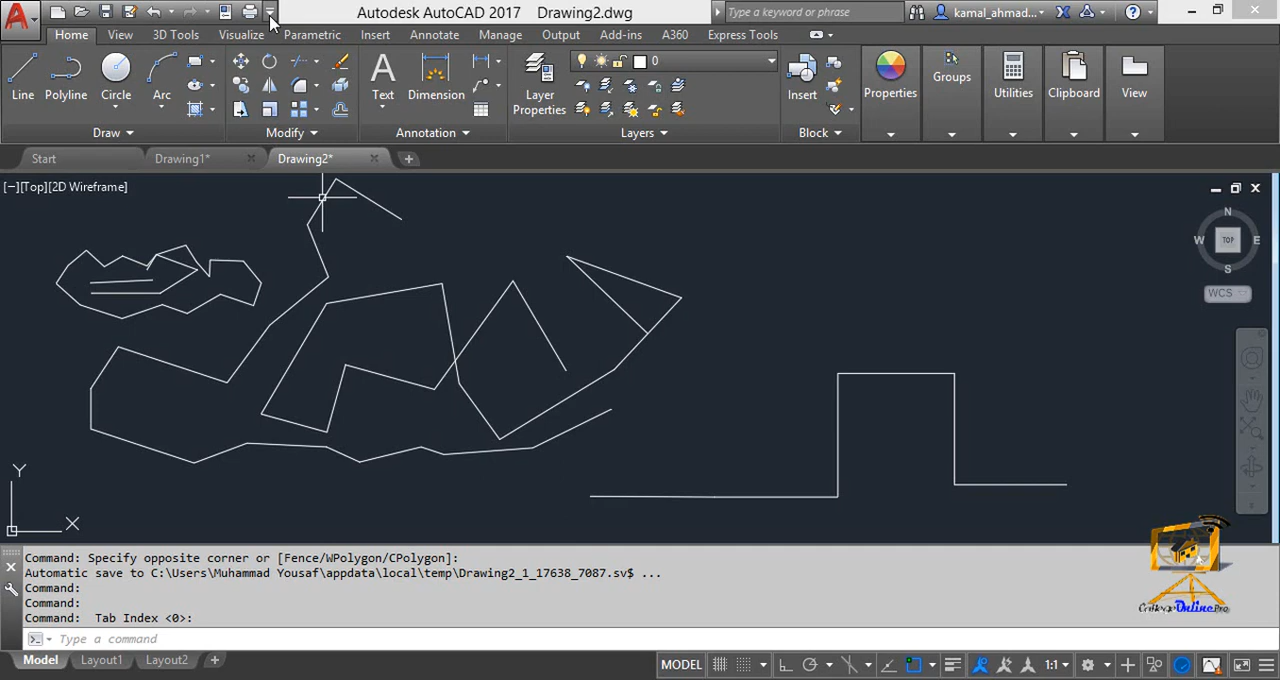 Autodesk AutoCAD 2017 Drawing2.dwg
Type a keyword or phrase
kamal_ahmad...
Home View 3D Tools Visualize Parametric Insert Annotate Manage Output Add-ins A360 Express Tools
0
Line Polyline Circle Arc Text Dimension Layer Properties Insert Properties Groups Utilities Clipboard View
Draw Modify Annotation Layers Block
Start Drawing1* Drawing2*
[−][Top][2D Wireframe]
N
W TOP E
S
WCS
Y
X
Command: Specify opposite corner or [Fence/WPolygon/CPolygon]:
Automatic save to C:\Users\Muhammad Yousaf\appdata\local\temp\Drawing2_1_17638_7087.sv$ ...
Command:
Command:
Command: Tab Index <0>:
Type a command
College Online Pro
Model Layout1 Layout2 MODEL 1:1